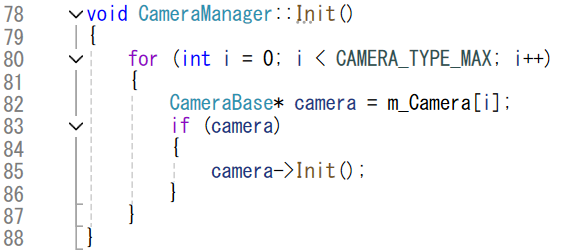 78 void CameraManager::Init()
79 {
80 for (int i = 0; i < CAMERA_TYPE_MAX; i++)
81 {
82 CameraBase* camera = m_Camera[i];
83 if (camera)
84 {
85 camera->Init();
86 }
87 }
88 }